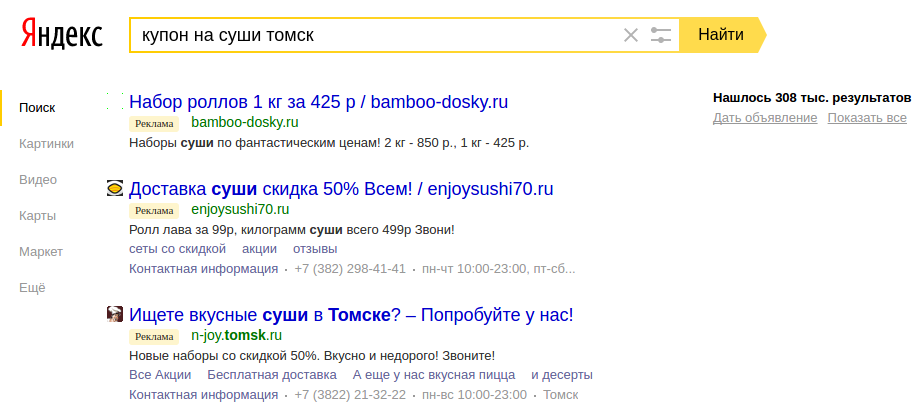 Яндекс
купон на суши томск
Найти
Поиск
Картинки
Видео
Карты
Маркет
Ещё
Набор роллов 1 кг за 425 р / bamboo-dosky.ru
Реклама bamboo-dosky.ru
Наборы суши по фантастическим ценам! 2 кг - 850 р., 1 кг - 425 р.
Доставка суши скидка 50% Всем! / enjoysushi70.ru
Реклама enjoysushi70.ru
Ролл лава за 99р, килограмм суши всего 499р Звони!
сеты со скидкой акции отзывы
Контактная информация · +7 (382) 298-41-41 · пн-чт 10:00-23:00, пт-сб...
Ищете вкусные суши в Томске? – Попробуйте у нас!
Реклама n-joy.tomsk.ru
Новые наборы со скидкой 50%. Вкусно и недорого! Звоните!
Все Акции Бесплатная доставка А еще у нас вкусная пицца и десерты
Контактная информация · +7 (3822) 21-32-22 · пн-вс 10:00-23:00 · Томск
Нашлось 308 тыс. результатов
Дать объявление Показать все